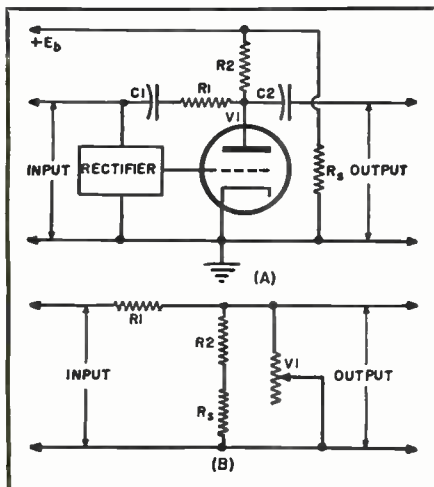 +Eb
R2
C1
R1
C2
V1
INPUT
RECTIFIER
Rs
OUTPUT
(A)
R1
R2
V1
INPUT
OUTPUT
Rs
(B)